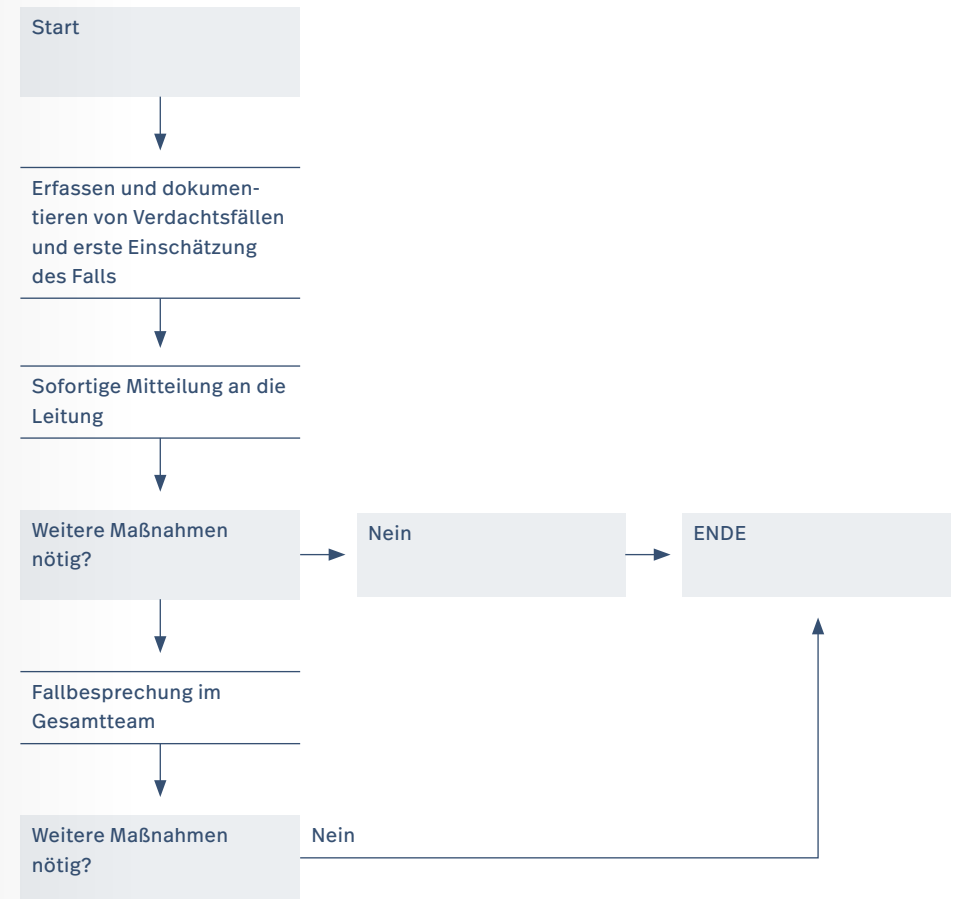 Start
Erfassen und dokumen-
tieren von Verdachtsfällen
und erste Einschätzung
des Falls
Sofortige Mitteilung an die
Leitung
Weitere Maßnahmen
nötig?
Nein
ENDE
Fallbesprechung im
Gesamtteam
Weitere Maßnahmen
nötig?
Nein